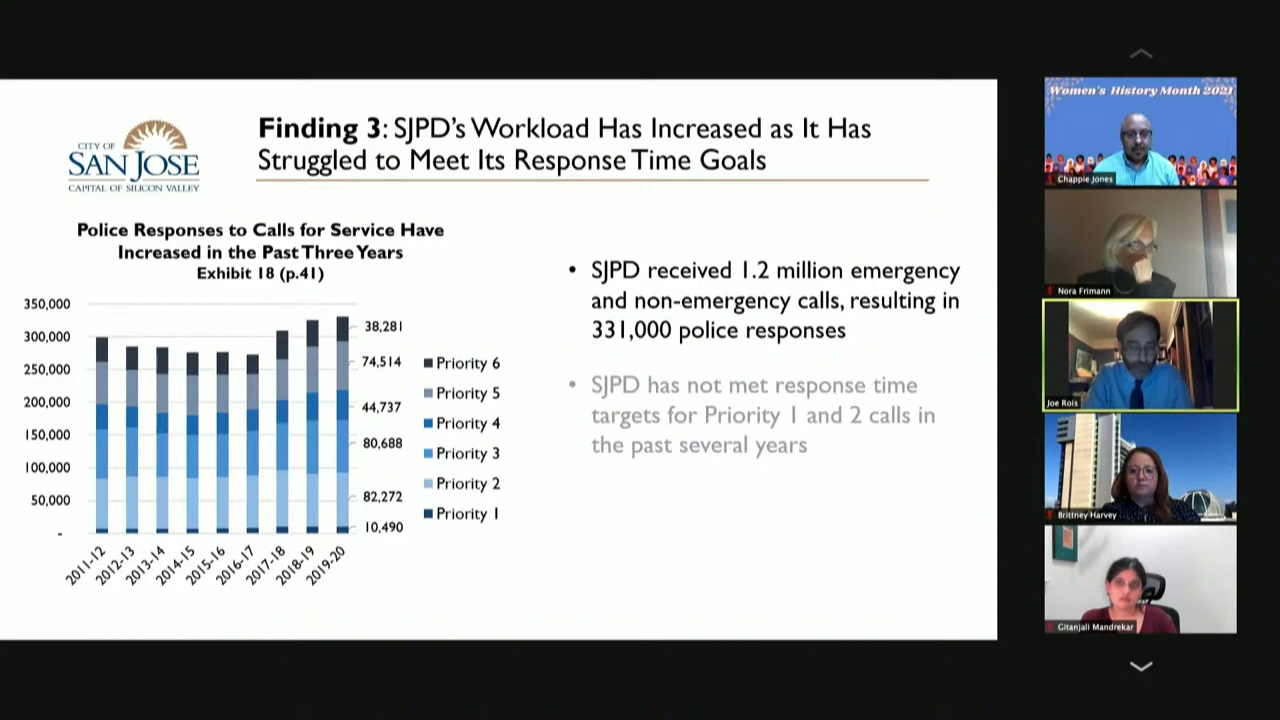 CITY OF
SAN JOSE
CAPITAL OF SILICON VALLEY
Finding 3: SJPD's Workload Has Increased as It Has
Struggled to Meet Its Response Time Goals
Police Responses to Calls for Service Have
Increased in the Past Three Years
Exhibit 18 (p.41)
350,000
300,000
250,000
200,000
150,000
100,000
50,000
-
38,281
74,514
44,737
80,688
82,272
10,490
2011-12
2012-13
2013-14
2014-15
2015-16
2016-17
2017-18
2018-19
2019-20
Priority 6
Priority 5
Priority 4
Priority 3
Priority 2
Priority 1
• SJPD received 1.2 million emergency
and non-emergency calls, resulting in
331,000 police responses
• SJPD has not met response time
targets for Priority 1 and 2 calls in
the past several years
Women's History Month 2021
Chappie Jones
Nora Frimann
Joe Rois
Brittney Harvey
Gitanjali Mandrekar